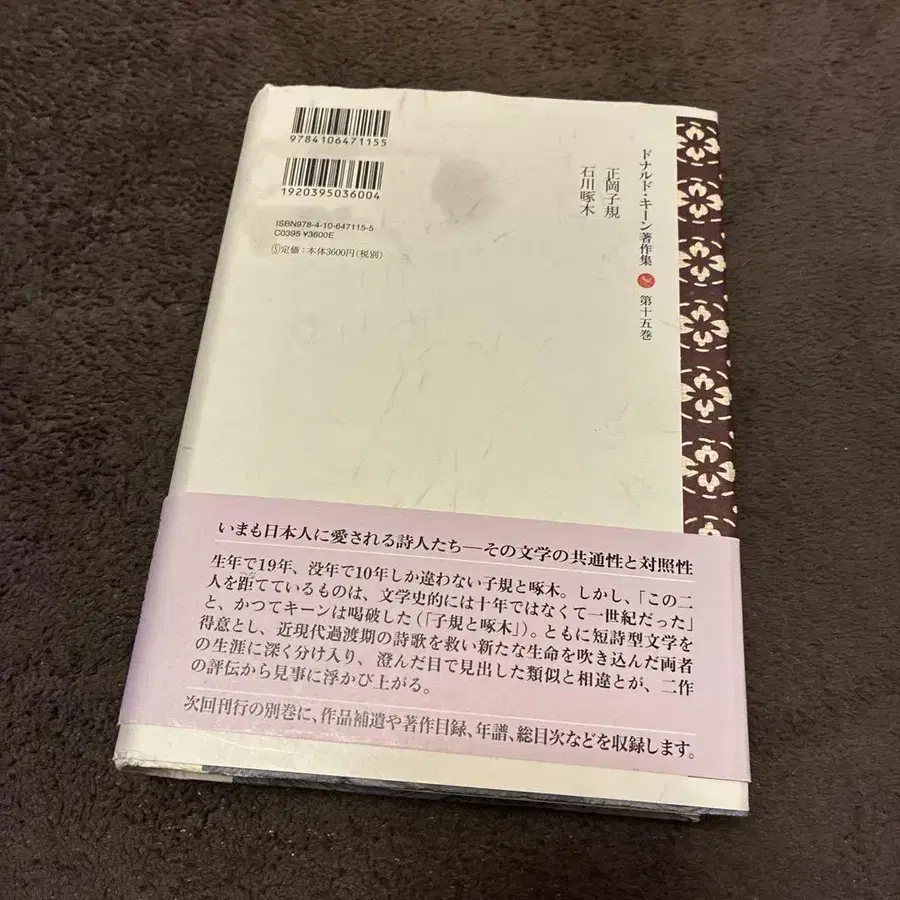 9784106471155
1920395036004
ISBN978-4-10-647115-5
C0395 ¥3600E
Ⓢ定価：本体3600円(税別)
ドナルド・キーン著作集 第十五巻
正岡子規
石川啄木
いまも日本人に愛される詩人たち―その文学の共通性と対照性
生年で19年、没年で10年しか違わない子規と啄木。しかし、「この二
人を距てているものは、文学史的には十年ではなくて一世紀だった」
と、かつてキーンは喝破した（「子規と啄木」）。ともに短詩型文学を
得意とし、近現代過渡期の詩歌を救い新たな生命を吹き込んだ両者
の生涯に深く分け入り、澄んだ目で見出した類似と相違とが、二作
の評伝から見事に浮かび上がる。
次回刊行の別巻に、作品補遺や著作目録、年譜、総目次などを収録します。